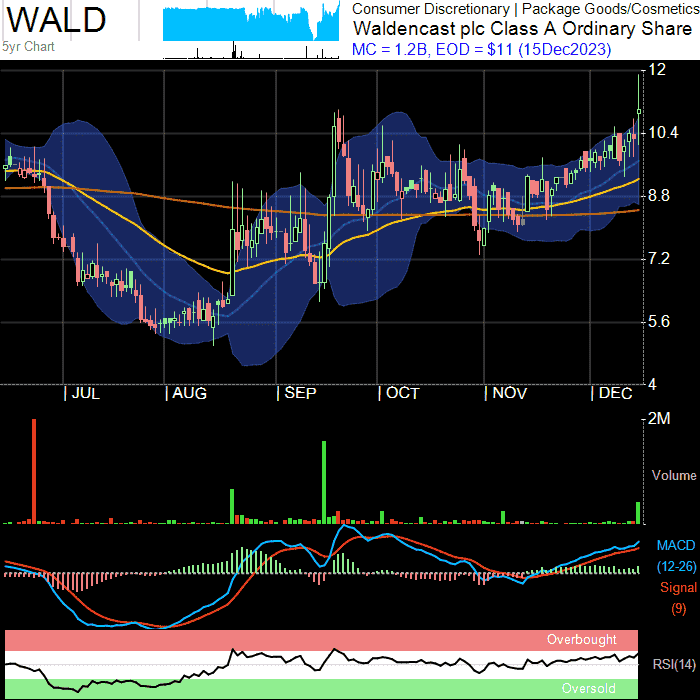 WALD
5yr Chart
Consumer Discretionary | Package Goods/Cosmetics
Waldencast plc Class A Ordinary Share
MC = 1.2B, EOD = $11 (15Dec2023)
12
10.4
8.8
7.2
5.6
4
| JUL | AUG | SEP | OCT | NOV | DEC
2M
Volume
MACD
(12-26)
Signal
(9)
Overbought
RSI(14)
Oversold